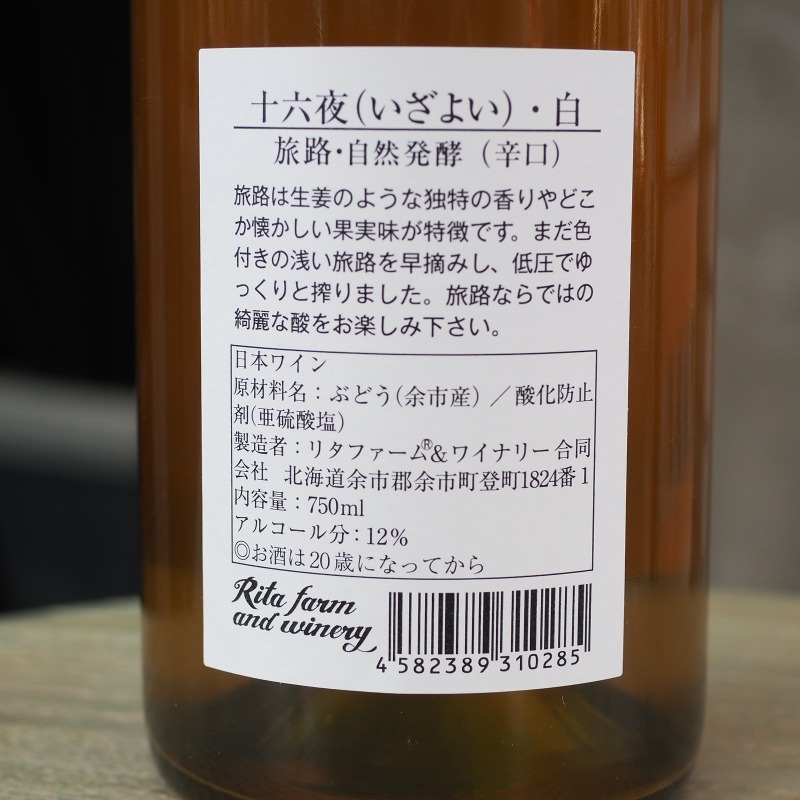 十六夜(いざよい)・白
旅路・自然発酵(辛口)
旅路は生姜のような独特の香りやどこ
か懐かしい果実味が特徴です。まだ色
付きの浅い旅路を早摘みし、低圧でゆ
っくりと搾りました。旅路ならではの
綺麗な酸をお楽しみ下さい。
日本ワイン
原材料名：ぶどう(余市産)／酸化防止
剤(亜硫酸塩)
製造者：リタファーム®&ワイナリー合同
会社 北海道余市郡余市町登町1824番1
内容量：750ml
アルコール分：12%
◎お酒は20歳になってから
Rita farm
and winery
4 582389 310285